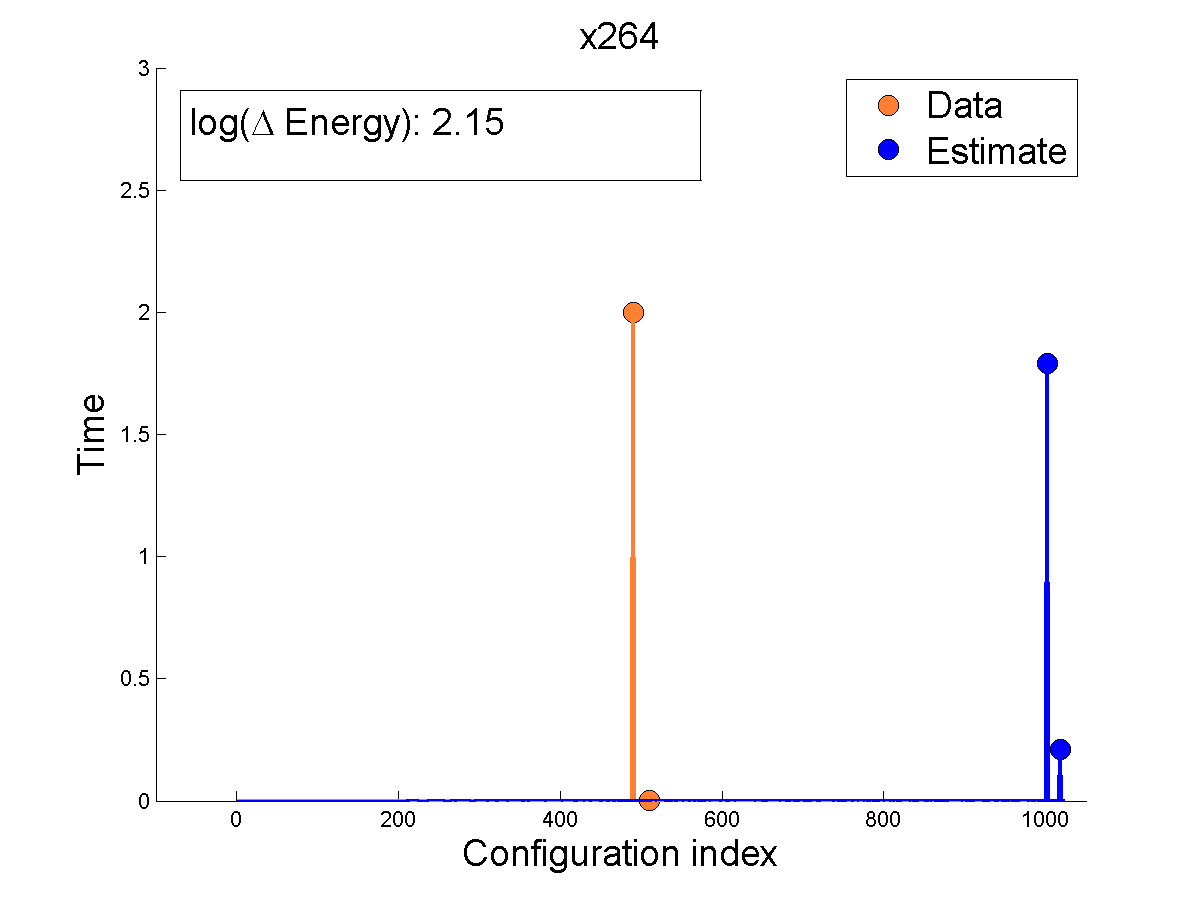 x264
log(Δ Energy): 2.15
Data
Estimate
3
2.5
2
1.5
1
0.5
0
Time
0 200 400 600 800 1000
Configuration index